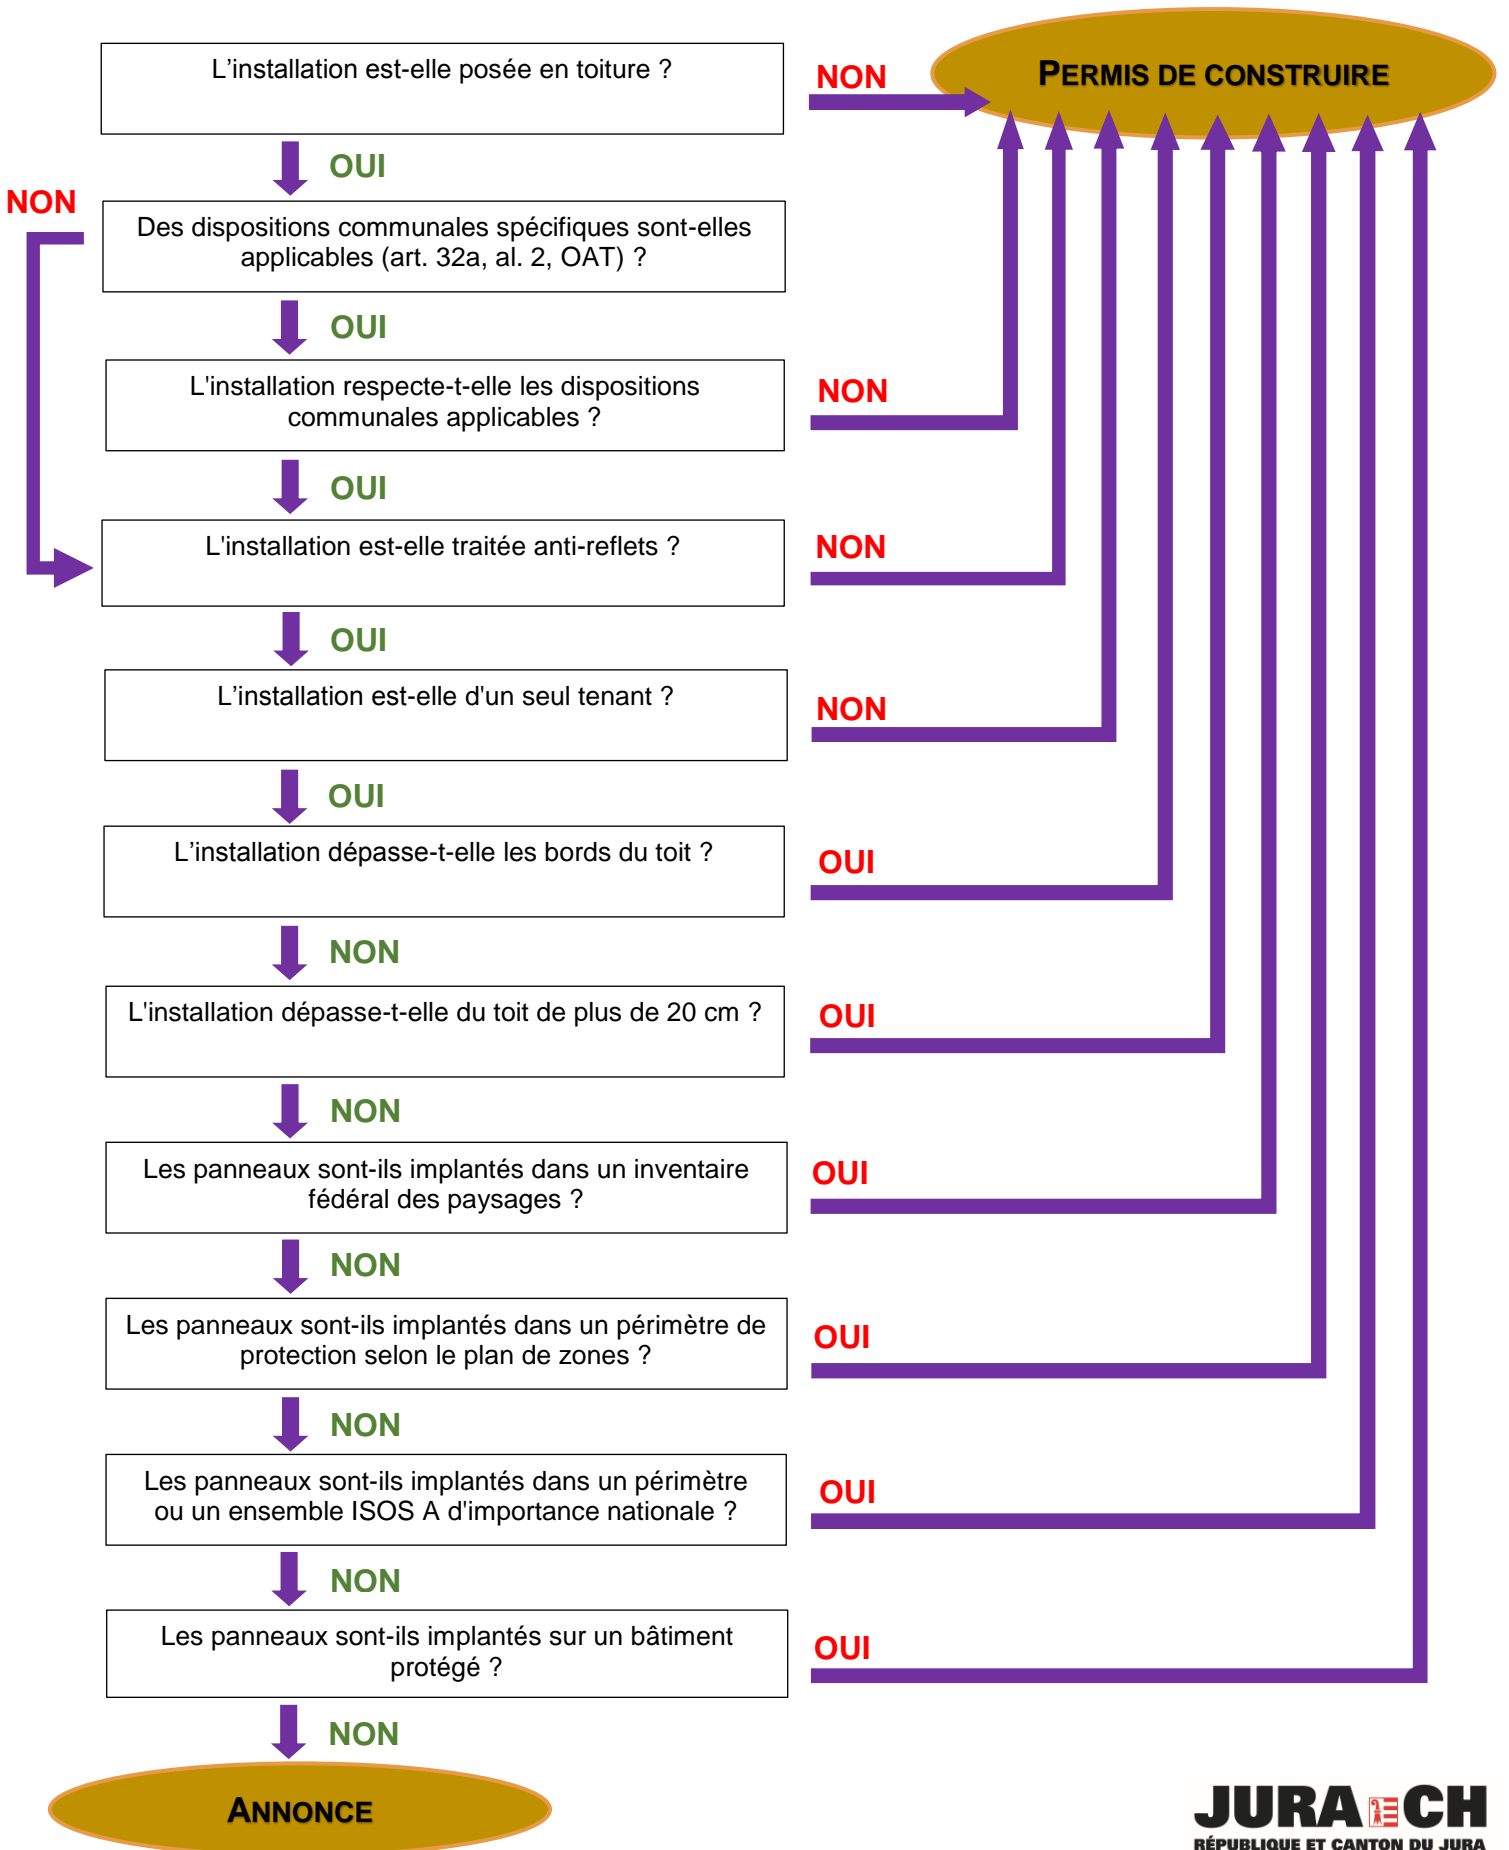 L'installation est-elle posée en toiture ?
NON
PERMIS DE CONSTRUIRE
OUI
NON
Des dispositions communales spécifiques sont-elles
applicables (art. 32a, al. 2, OAT) ?
OUI
L'installation respecte-t-elle les dispositions
communales applicables ?
NON
OUI
L'installation est-elle traitée anti-reflets ?
NON
OUI
L'installation est-elle d'un seul tenant ?
NON
OUI
L'installation dépasse-t-elle les bords du toit ?
OUI
NON
L'installation dépasse-t-elle du toit de plus de 20 cm ?
OUI
NON
Les panneaux sont-ils implantés dans un inventaire
fédéral des paysages ?
OUI
NON
Les panneaux sont-ils implantés dans un périmètre de
protection selon le plan de zones ?
OUI
NON
Les panneaux sont-ils implantés dans un périmètre
ou un ensemble ISOS A d'importance nationale ?
OUI
NON
Les panneaux sont-ils implantés sur un bâtiment
protégé ?
OUI
NON
ANNONCE
JURA CH
RÉPUBLIQUE ET CANTON DU JURA